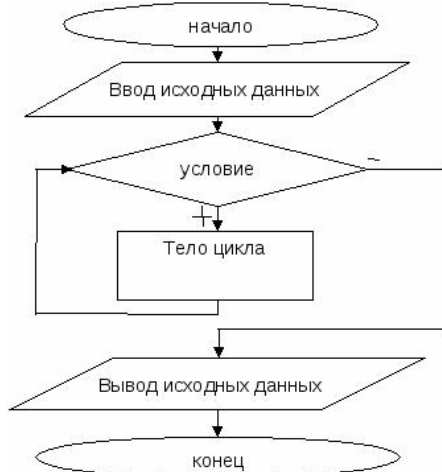 начало
Ввод исходных данных
условие
~
+
Тело цикла
Вывод исходных данных
конец